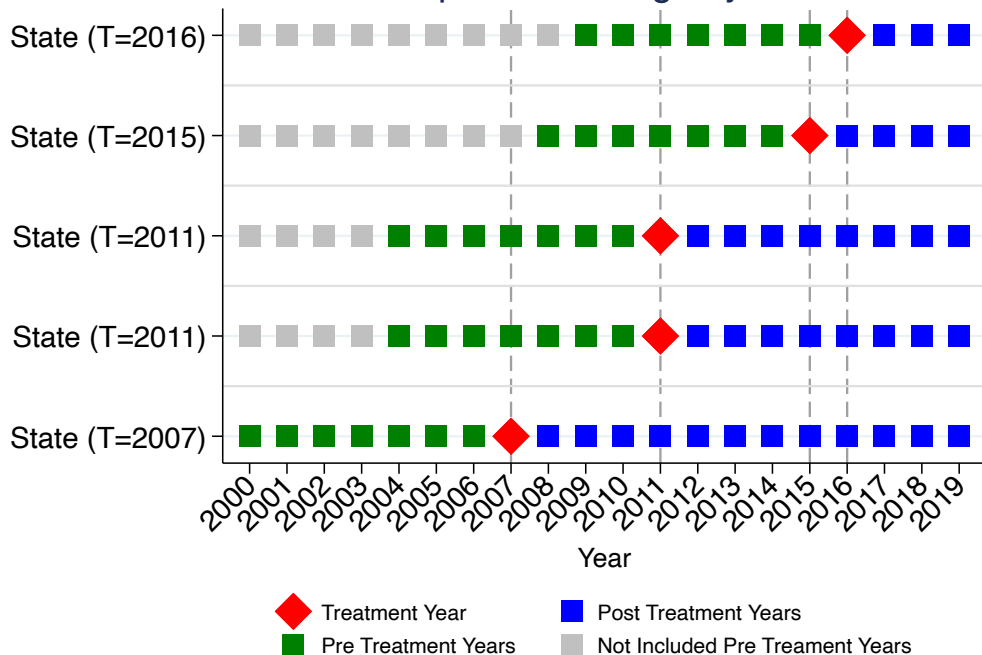 State (T=2016)
State (T=2015)
State (T=2011)
State (T=2011)
State (T=2007)
2000 2001 2002 2003 2004 2005 2006 2007 2008 2009 2010 2011 2012 2013 2014 2015 2016 2017 2018 2019
Year
Treatment Year Post Treatment Years
Pre Treatment Years Not Included Pre Treament Years